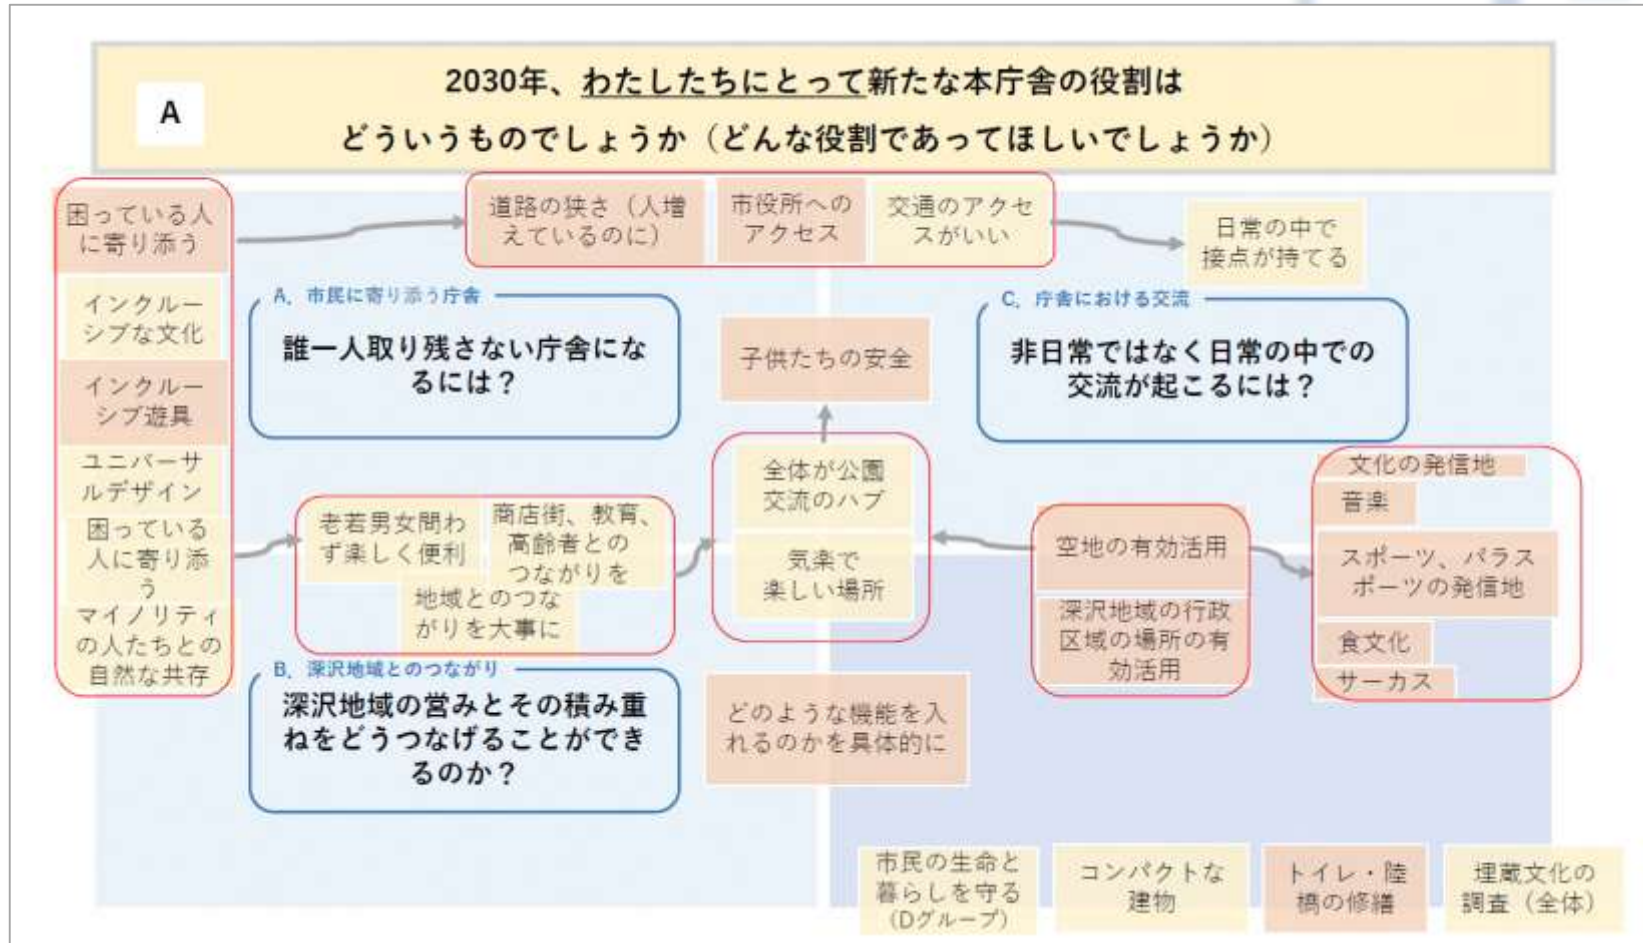 2030年、わたしたちにとって新たな本庁舎の役割は
A
どういうものでしょうか（どんな役割であってほしいでしょうか）
困っている人
に寄り添う
道路の狭さ（人増
えているのに）
市役所への
アクセス
交通のアクセ
スがいい
日常の中で
接点が持てる
インクルー
シブな文化
インクルー
シブ遊具
ユニバーサ
ルデザイン
困っている
人に寄り添
う
マイノリティ
の人たちとの
自然な共存
A．市民に寄り添う庁舎
誰一人取り残さない庁舎にな
るには？
子供たちの安全
C．庁舎における交流
非日常ではなく日常の中での
交流が起こるには？
老若男女問わ
ず楽しく便利
商店街、教育、
高齢者との
つながりを
地域とのつな
がりを大事に
全体が公園
交流のハブ
気楽で
楽しい場所
空地の有効活用
深沢地域の行政
区域の場所の有
効活用
文化の発信地
音楽
スポーツ、パラス
ポーツの発信地
食文化
サーカス
B．深沢地域とのつながり
深沢地域の営みとその積み重
ねをどうつなげることができ
るのか？
どのような機能を入
れるのかを具体的に
市民の生命と
暮らしを守る
（Dグループ）
コンパクトな
建物
トイレ・陸
橋の修繕
埋蔵文化の
調査（全体）